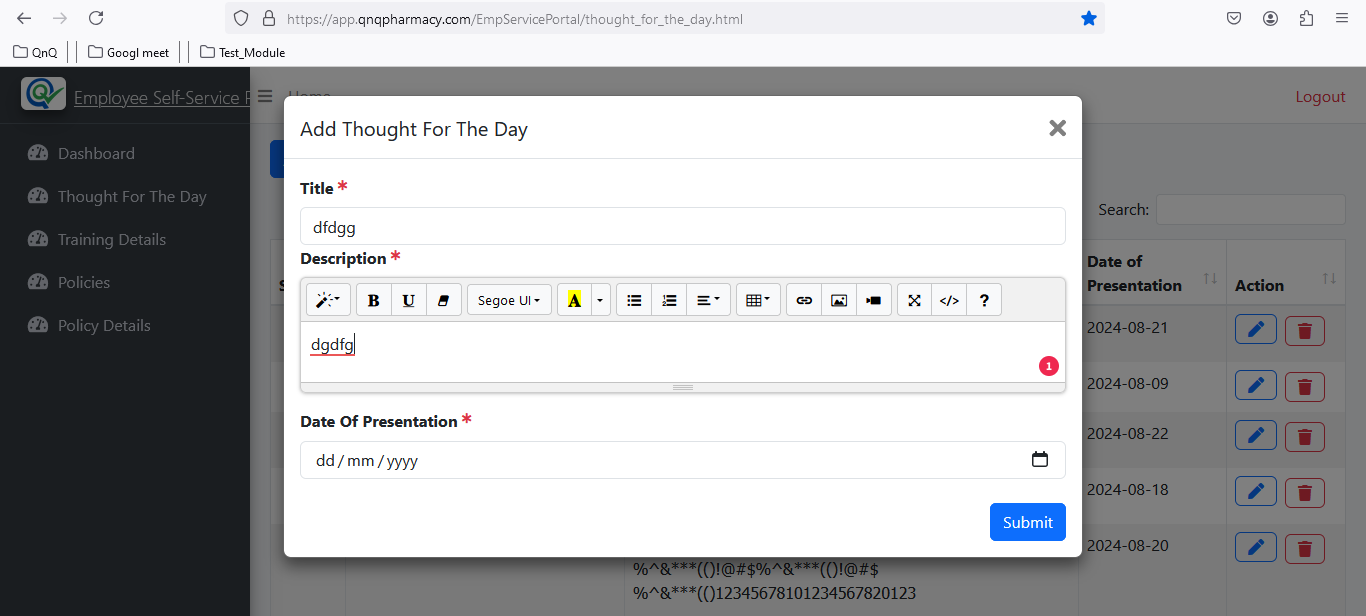 https://app.qnqpharmacy.com/EmpServicePortal/thought_for_the_day.html
QnQ
Googl meet
Test_Module
Employee Self-Service
Home
Logout
Dashboard
Thought For The Day
Training Details
Policies
Policy Details
Add Thought For The Day
Title *
dfdgg
Description *
B U Segoe UI A </> ?
dgdfg
1
Date Of Presentation *
dd/mm/yyyy
Submit
Search:
Date of
Presentation
Action
2024-08-21
2024-08-09
2024-08-22
2024-08-18
2024-08-20
%^&***(()!@#$%^&***(()!@#$
%^&***(()12345678101234567820123